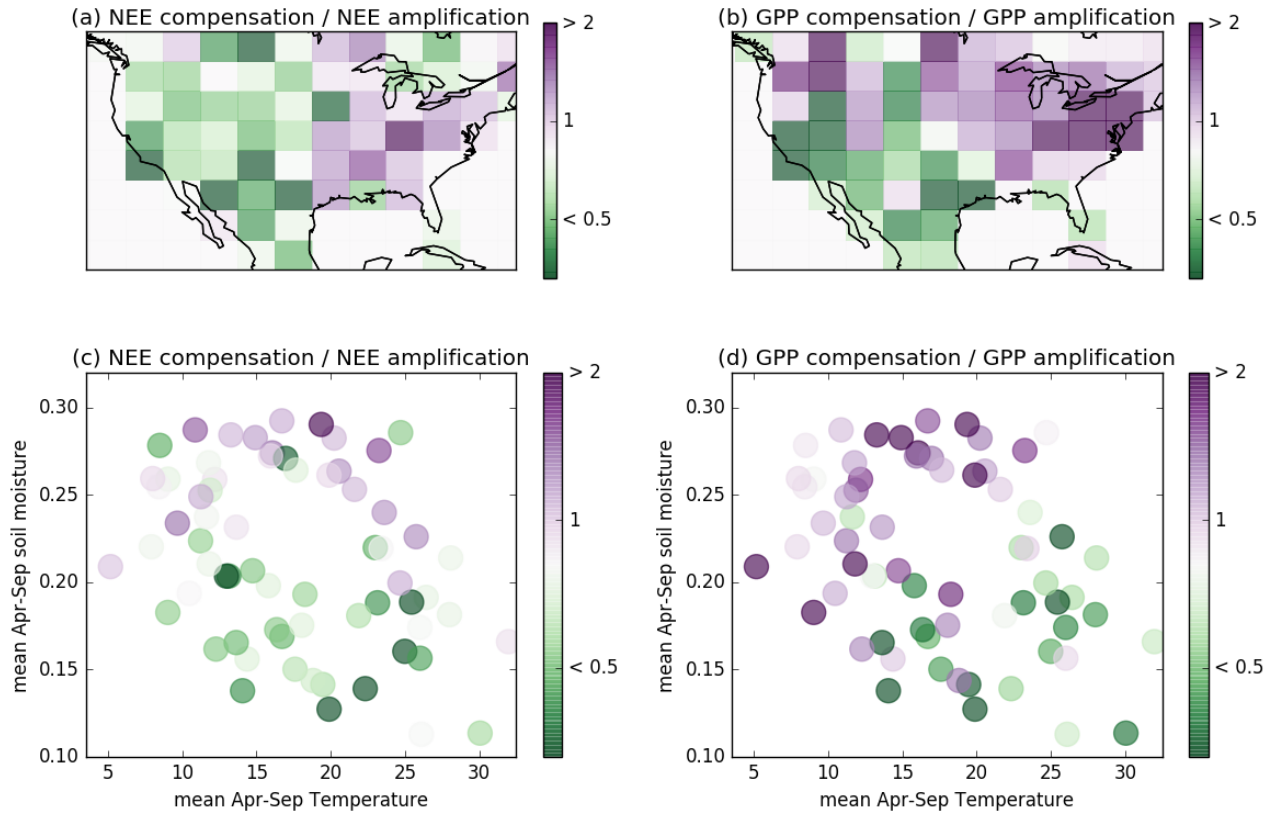 (a) NEE compensation / NEE amplification
> 2
1
< 0.5
(b) GPP compensation / GPP amplification
> 2
1
< 0.5
(c) NEE compensation / NEE amplification
> 2
1
< 0.5
0.30
0.25
0.20
0.15
0.10
mean Apr-Sep soil moisture
5 10 15 20 25 30
mean Apr-Sep Temperature
(d) GPP compensation / GPP amplification
> 2
1
< 0.5
0.30
0.25
0.20
0.15
0.10
mean Apr-Sep soil moisture
5 10 15 20 25 30
mean Apr-Sep Temperature